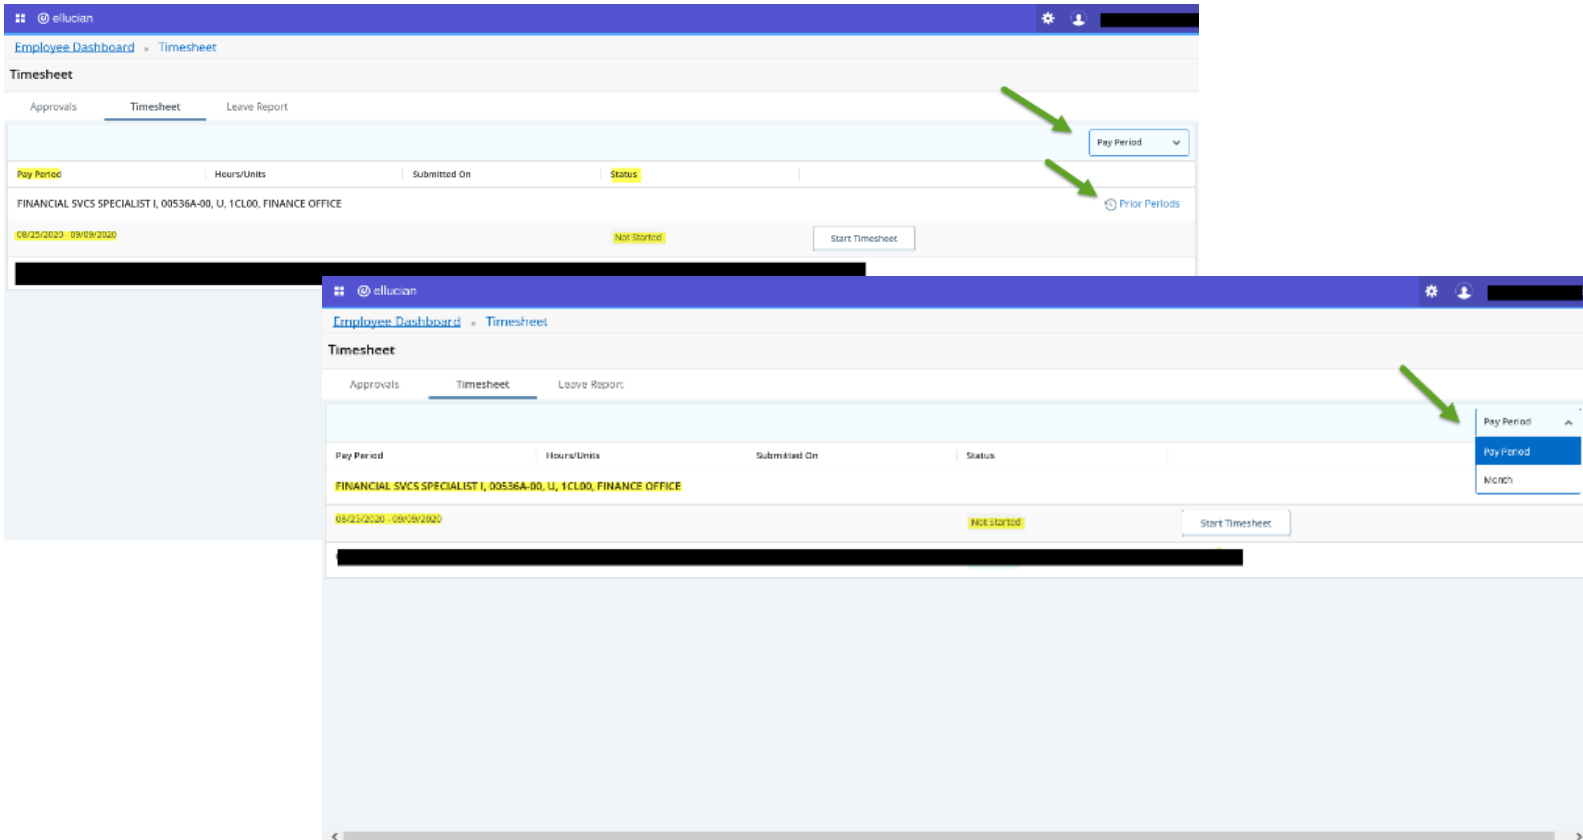 ellucian
Employee Dashboard • Timesheet
Timesheet
Approvals Timesheet Leave Report
Pay Period
Pay Period Hours/Units Submitted On Status
FINANCIAL SVCS SPECIALIST I, 00536A-00, U, 1CL00, FINANCE OFFICE Prior Periods
08/25/2020 - 09/09/2020 Not Started Start Timesheet
ellucian
Employee Dashboard • Timesheet
Timesheet
Approvals Timesheet Leave Report
Pay Period
Pay Period Hours/Units Submitted On Status
Pay Period
Month
FINANCIAL SVCS SPECIALIST I, 00536A-00, U, 1CL00, FINANCE OFFICE
08/25/2020 - 09/09/2020 Not Started Start Timesheet